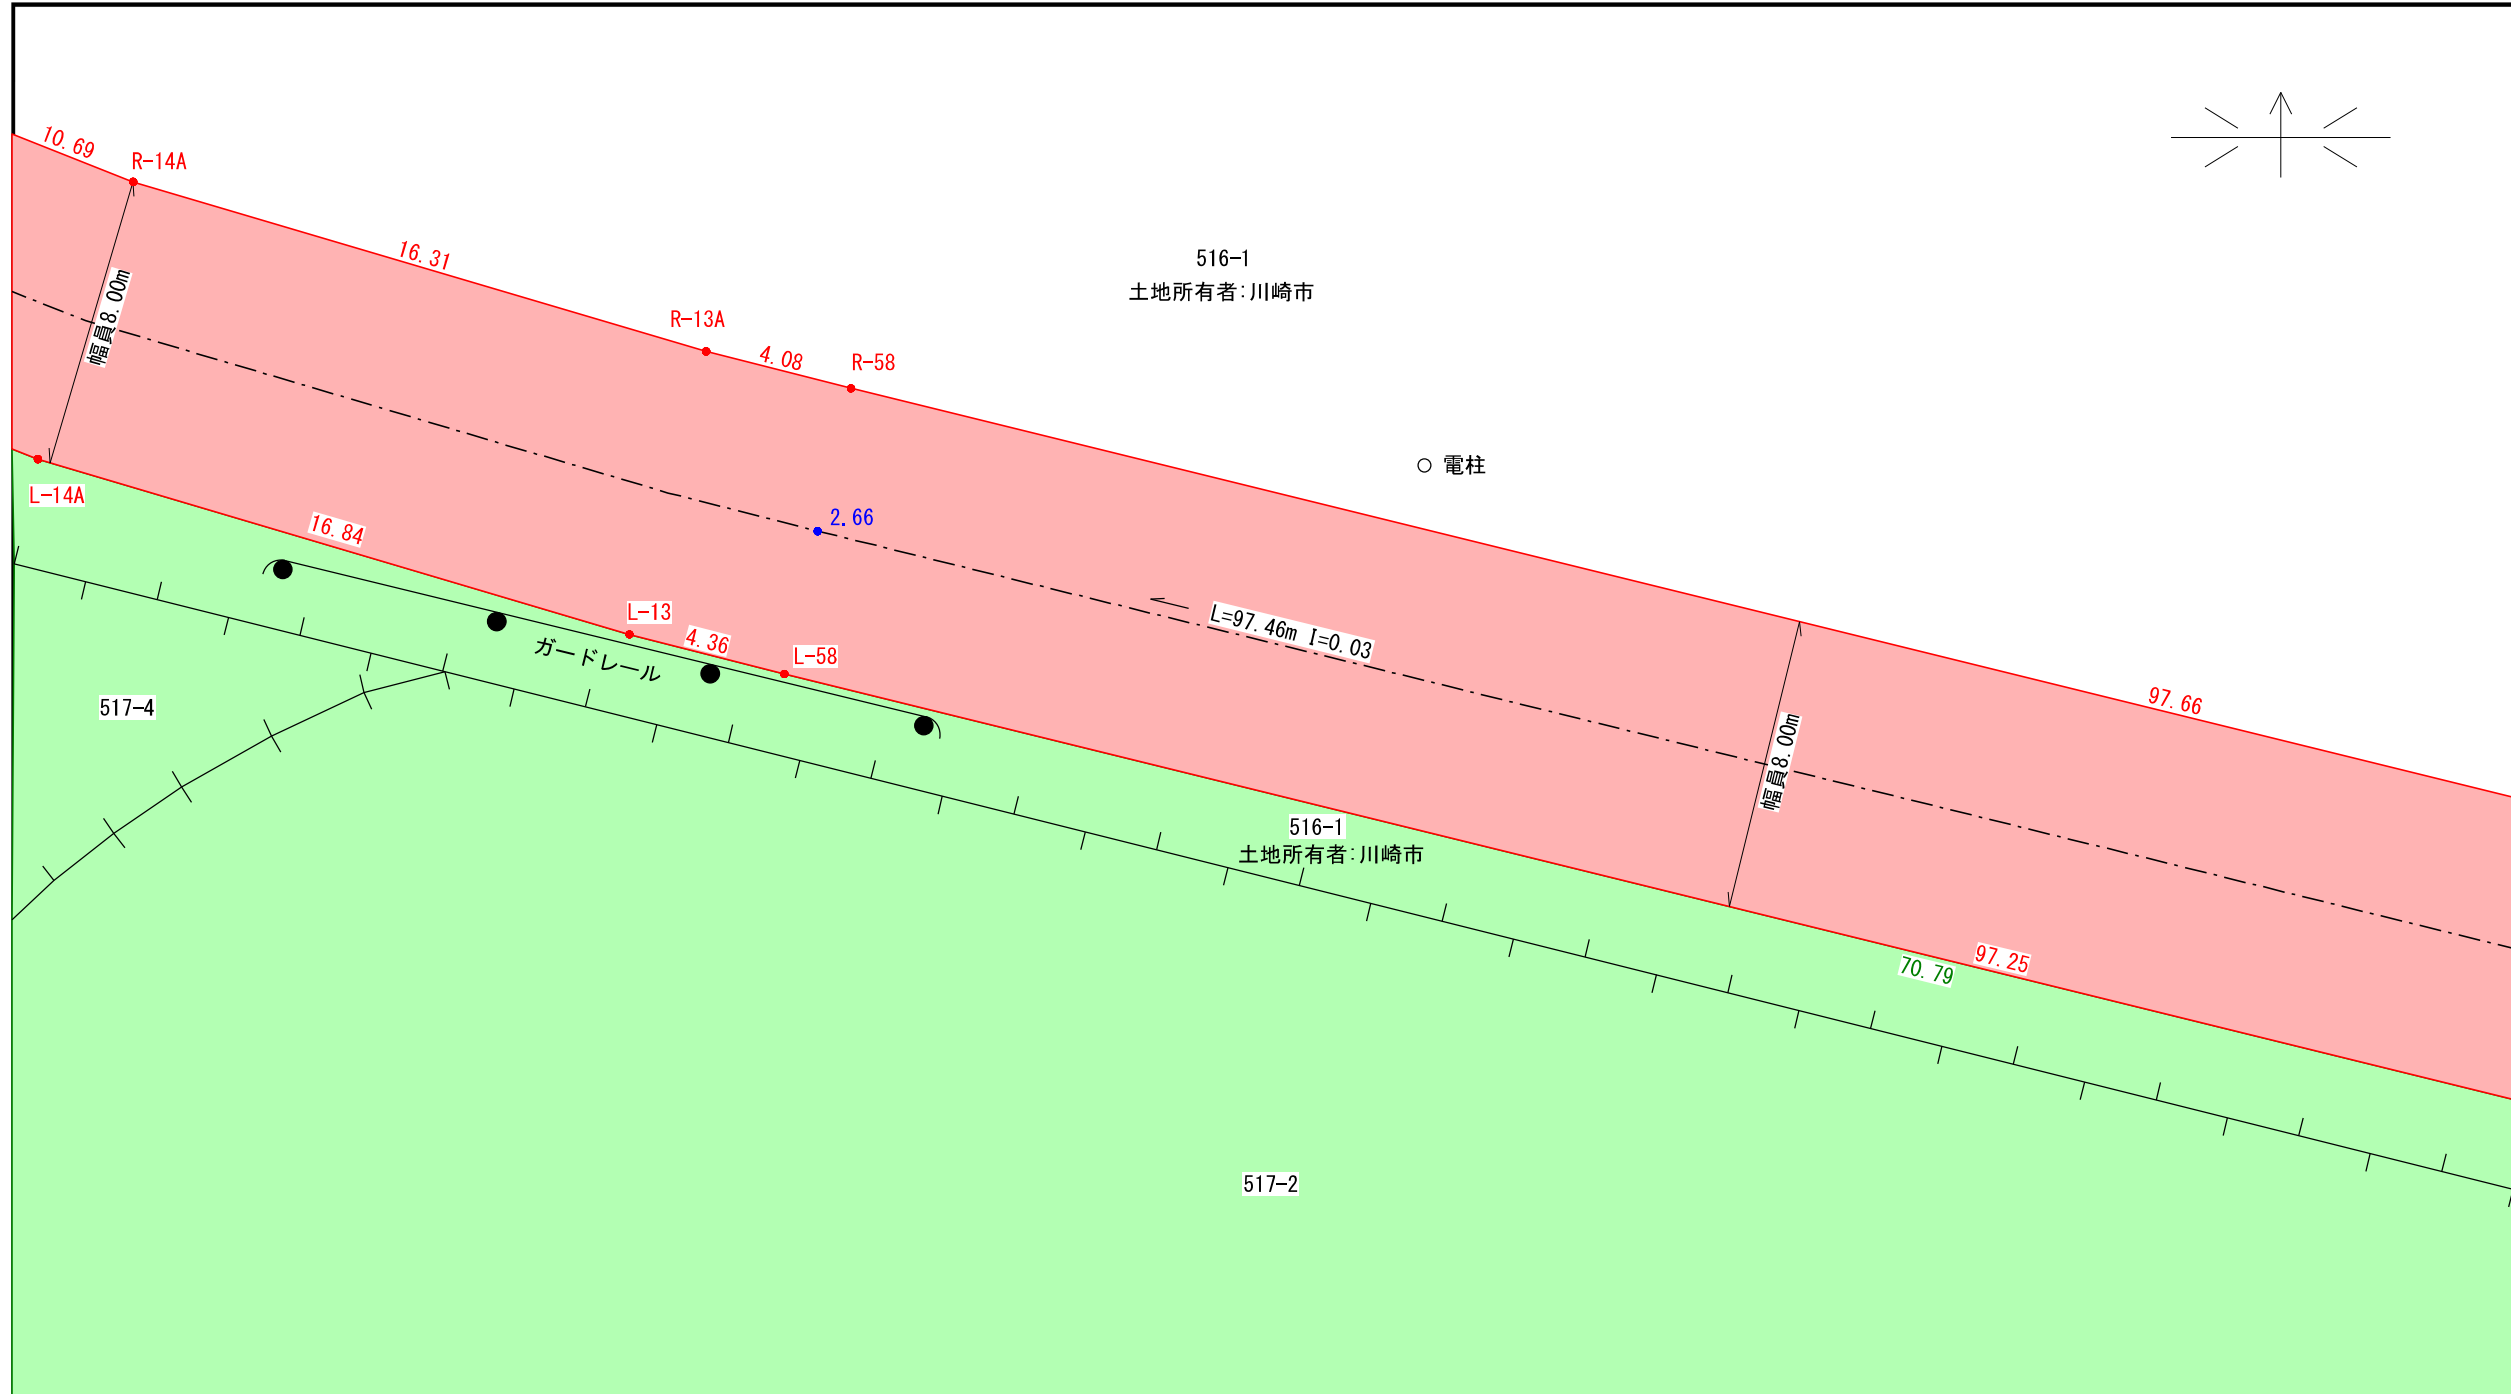 10.69
R-14A
16.31
516-1
土地所有者:川崎市
幅員8.00m
R-13A
4.08
R-58
電柱
L-14A
16.84
2.66
L-13
4.36
L-58
ガードレール
L=97.46m I=0.03
97.66
517-4
幅員8.00m
516-1
土地所有者:川崎市
70.79
97.25
517-2